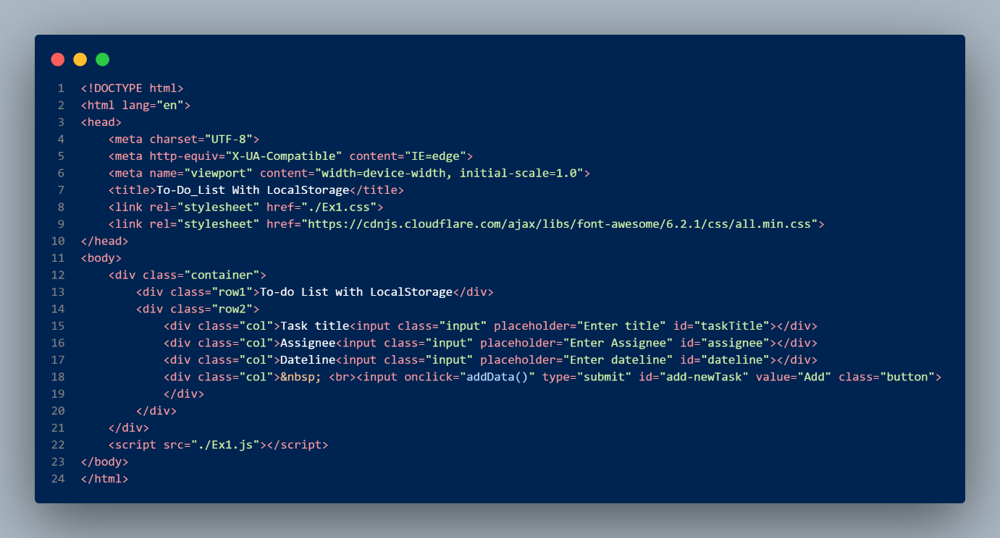 1 <!DOCTYPE html>
2 <html lang="en">
3 <head>
4     <meta charset="UTF-8">
5     <meta http-equiv="X-UA-Compatible" content="IE=edge">
6     <meta name="viewport" content="width=device-width, initial-scale=1.0">
7     <title>To-Do_List With LocalStorage</title>
8     <link rel="stylesheet" href="./Ex1.css">
9     <link rel="stylesheet" href="https://cdnjs.cloudflare.com/ajax/libs/font-awesome/6.2.1/css/all.min.css">
10 </head>
11 <body>
12     <div class="container">
13         <div class="row1">To-do List with LocalStorage</div>
14         <div class="row2">
15             <div class="col">Task title<input class="input" placeholder="Enter title" id="taskTitle"></div>
16             <div class="col">Assignee<input class="input" placeholder="Enter Assignee" id="assignee"></div>
17             <div class="col">Dateline<input class="input" placeholder="Enter dateline" id="dateline"></div>
18             <div class="col">&nbsp; <br><input onclick="addData()" type="submit" id="add-newTask" value="Add" class="button">
19             </div>
20         </div>
21     </div>
22     <script src="./Ex1.js"></script>
23 </body>
24 </html>